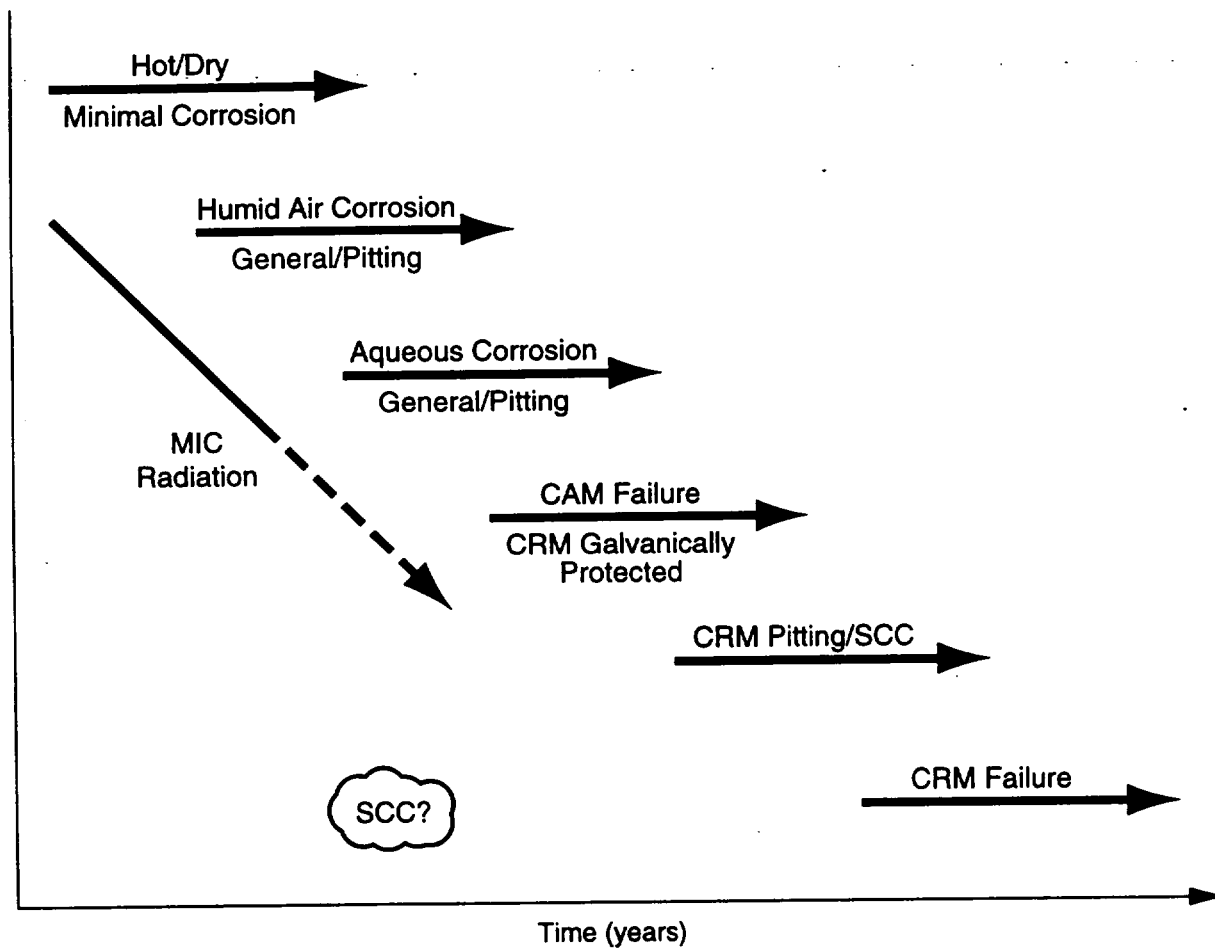 Hot/Dry
Minimal Corrosion
Humid Air Corrosion
General/Pitting
Aqueous Corrosion
General/Pitting
MIC
Radiation
CAM Failure
CRM Galvanically
Protected
CRM Pitting/SCC
CRM Failure
SCC?
Time (years)